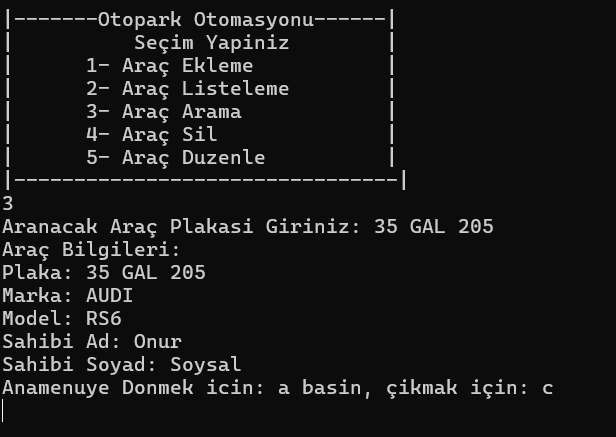 |-------Otopark Otomasyonu------|
|          Seçim Yapiniz        |
|      1- Araç Ekleme           |
|      2- Araç Listeleme        |
|      3- Araç Arama            |
|      4- Araç Sil              |
|      5- Araç Duzenle          |
|--------------------------------|
3
Aranacak Araç Plakasi Giriniz: 35 GAL 205
Araç Bilgileri:
Plaka: 35 GAL 205
Marka: AUDI
Model: RS6
Sahibi Ad: Onur
Sahibi Soyad: Soysal
Anamenuye Donmek icin: a basin, çikmak için: c